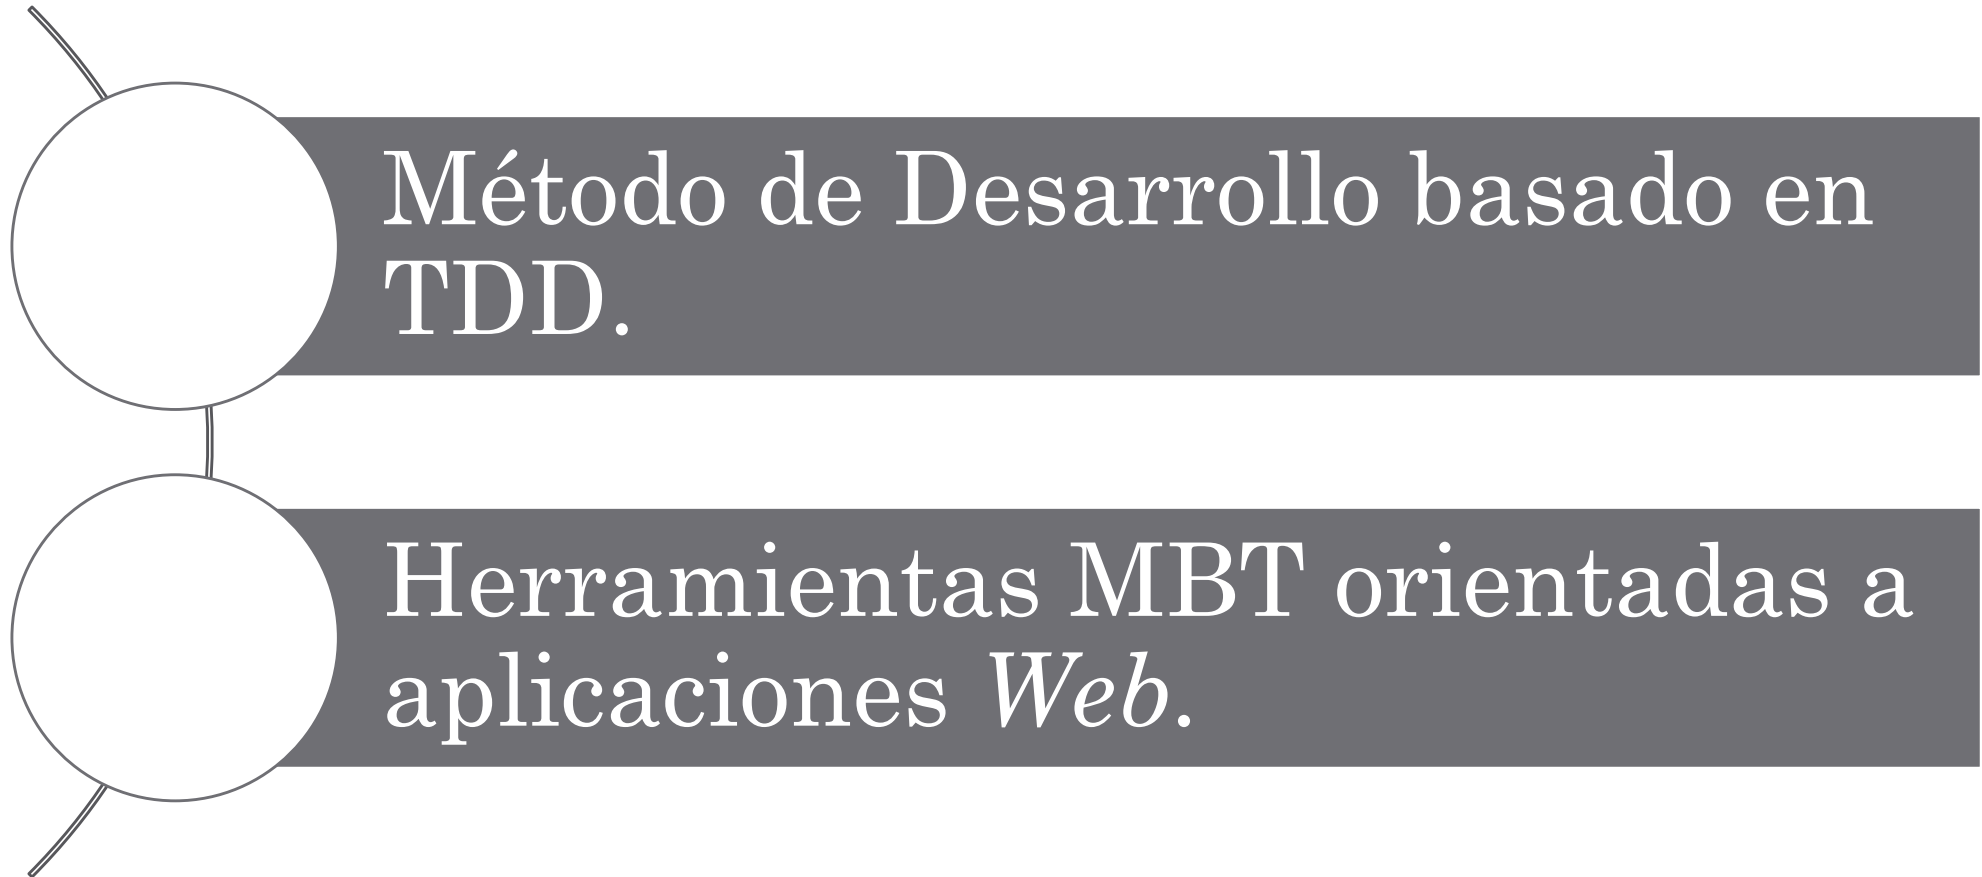 Método de Desarrollo basado en
TDD.
Herramientas MBT orientadas a
aplicaciones Web.